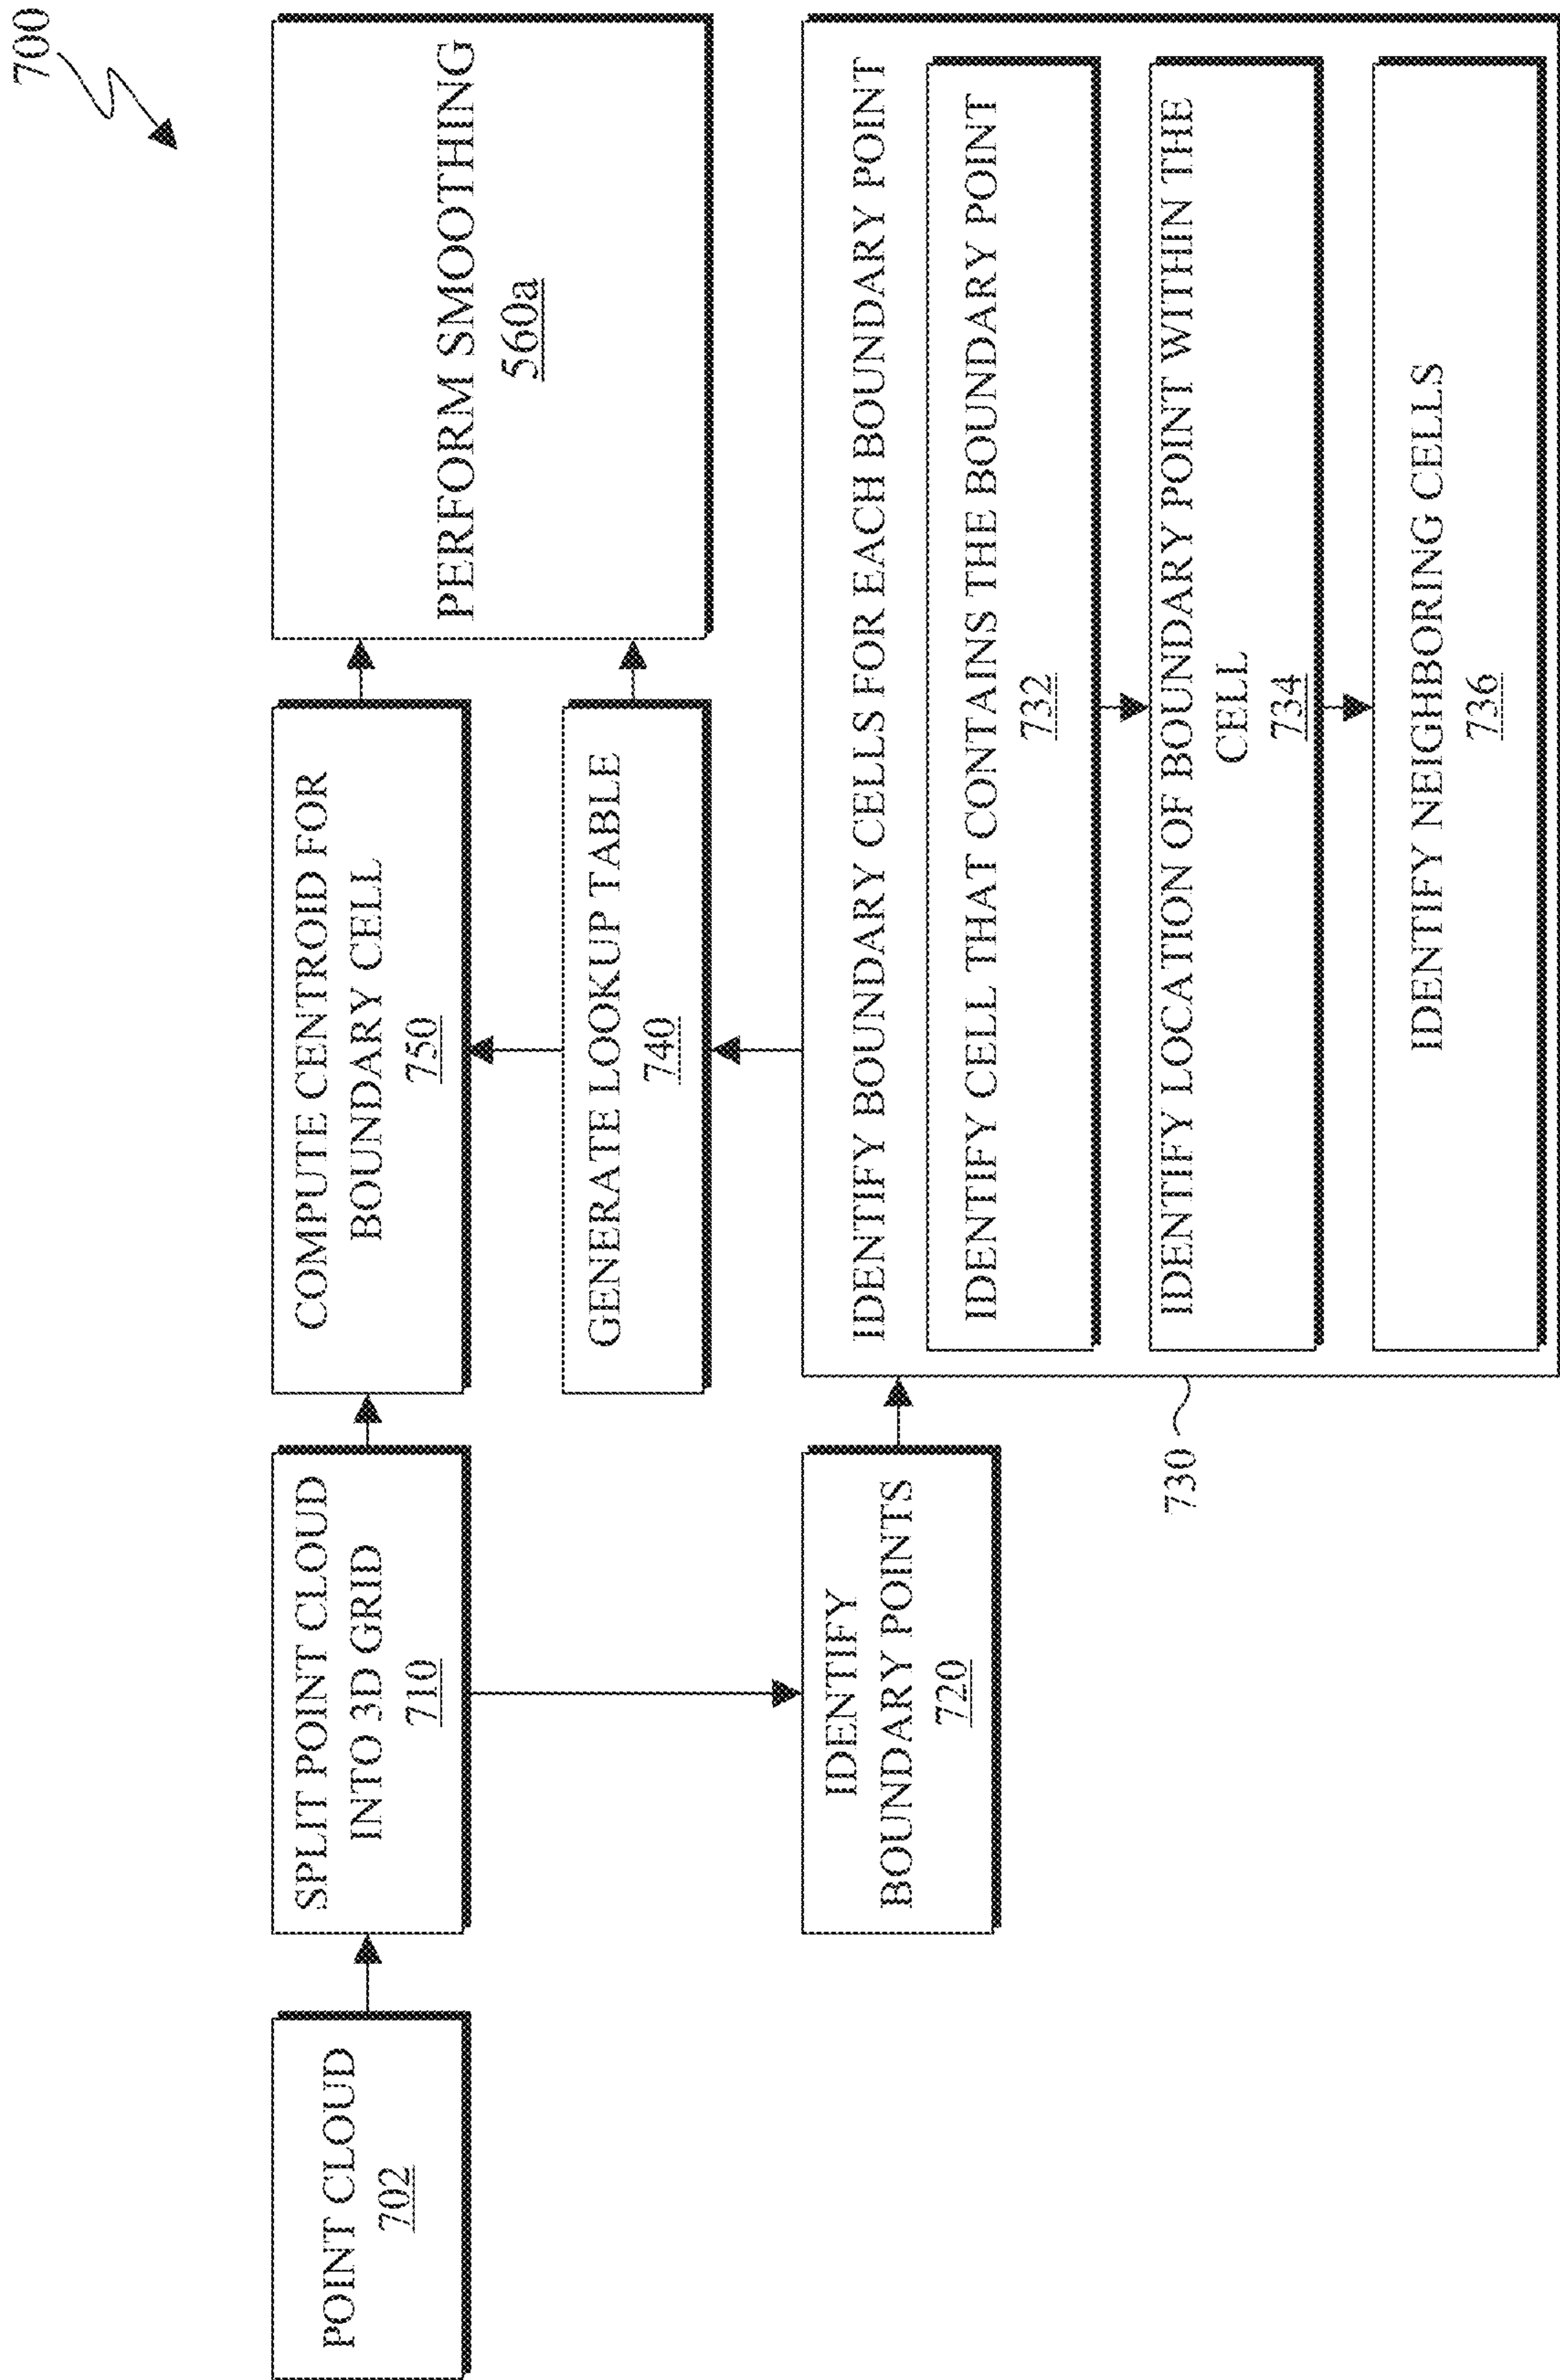 700
POINT CLOUD
702
SPLIT POINT CLOUD
INTO 3D GRID
710
COMPUTE CENTROID FOR
BOUNDARY CELL
750
PERFORM SMOOTHING
560a
GENERATE LOOKUP TABLE
740
IDENTIFY
BOUNDARY POINTS
720
730
IDENTIFY BOUNDARY CELLS FOR EACH BOUNDARY POINT
IDENTIFY CELL THAT CONTAINS THE BOUNDARY POINT
732
IDENTIFY LOCATION OF BOUNDARY POINT WITHIN THE
CELL
734
IDENTIFY NEIGHBORING CELLS
736